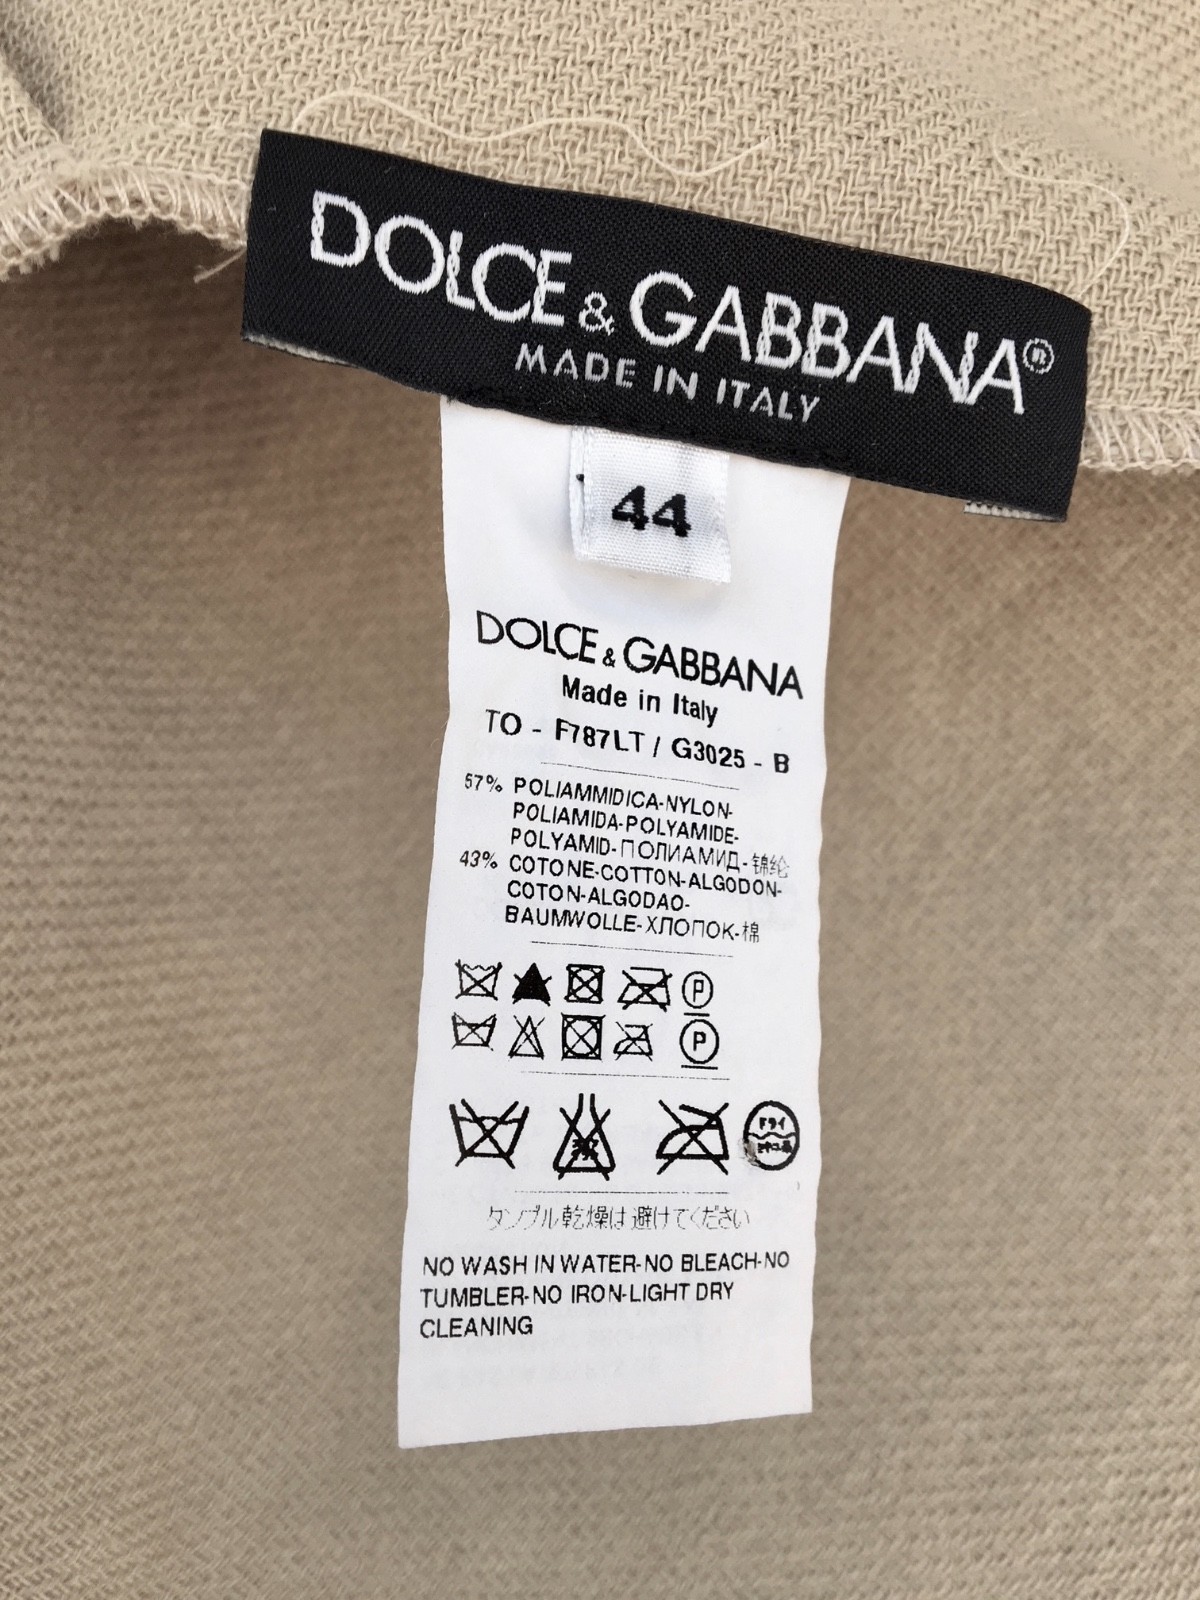 DOLCE & GABBANA®
MADE IN ITALY
44
DOLCE & GABBANA
Made in Italy
TO - F787LT / G3025 - B
57% POLIAMMIDICA-NYLON-
POLIAMIDA-POLYAMIDE-
POLYAMID-ПОЛИАМИД-锦纶
43% COTONE-COTTON-ALGODON-
COTON-ALGODAO-
BAUMWOLLE-ХЛОПОК-棉
P
P
ドライ
タンブル乾燥は避けてください
NO WASH IN WATER-NO BLEACH-NO
TUMBLER-NO IRON-LIGHT DRY
CLEANING